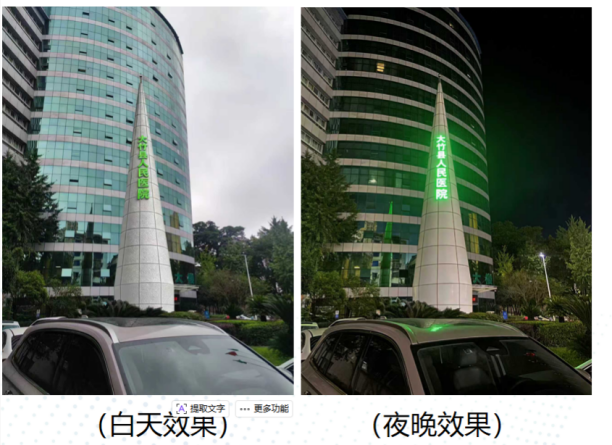 大竹县人民医院
大竹县人民医院
提取文字
更多功能
（白天效果）
（夜晚效果）